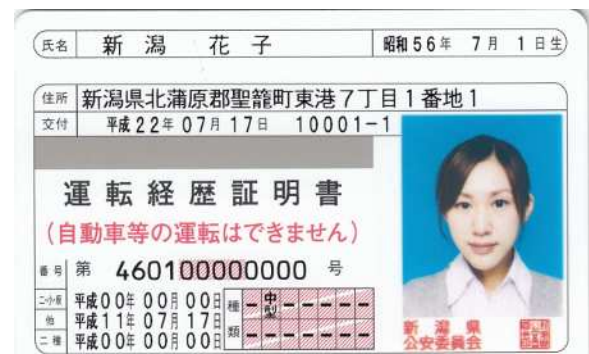 氏名 新潟 花子 昭和56年 7月 1日生
住所 新潟県北蒲原郡聖籠町東港7丁目1番地1
交付 平成22年07月17日 10001-1
運転経歴証明書
(自動車等の運転はできません)
番号 第 460100000000 号
二・小・原 平成00年00月00日
他 平成11年07月17日
二種 平成00年00月00日
種類 - 中型 - - - - -
- - - - - - -
新潟県
公安委員会